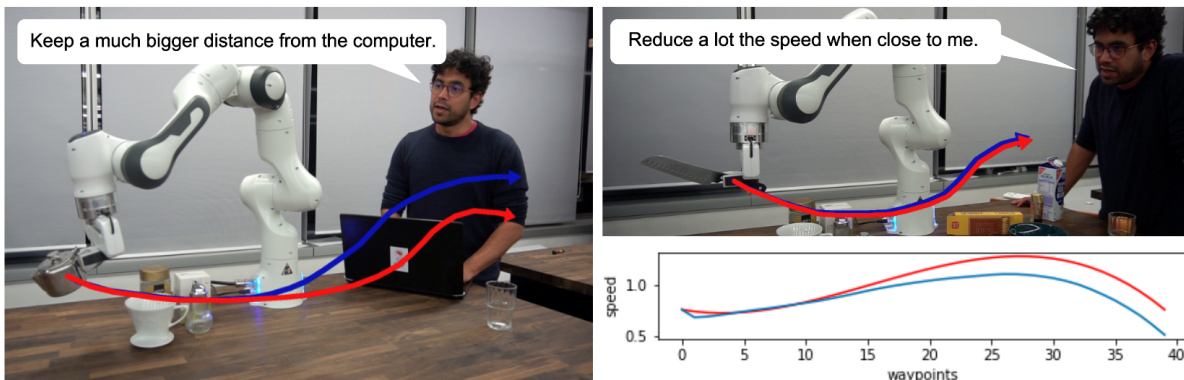 Keep a much bigger distance from the computer.
Reduce a lot the speed when close to me.
speed
1.0
0.5
0 5 10 15 20 25 30 35 40
waypoints